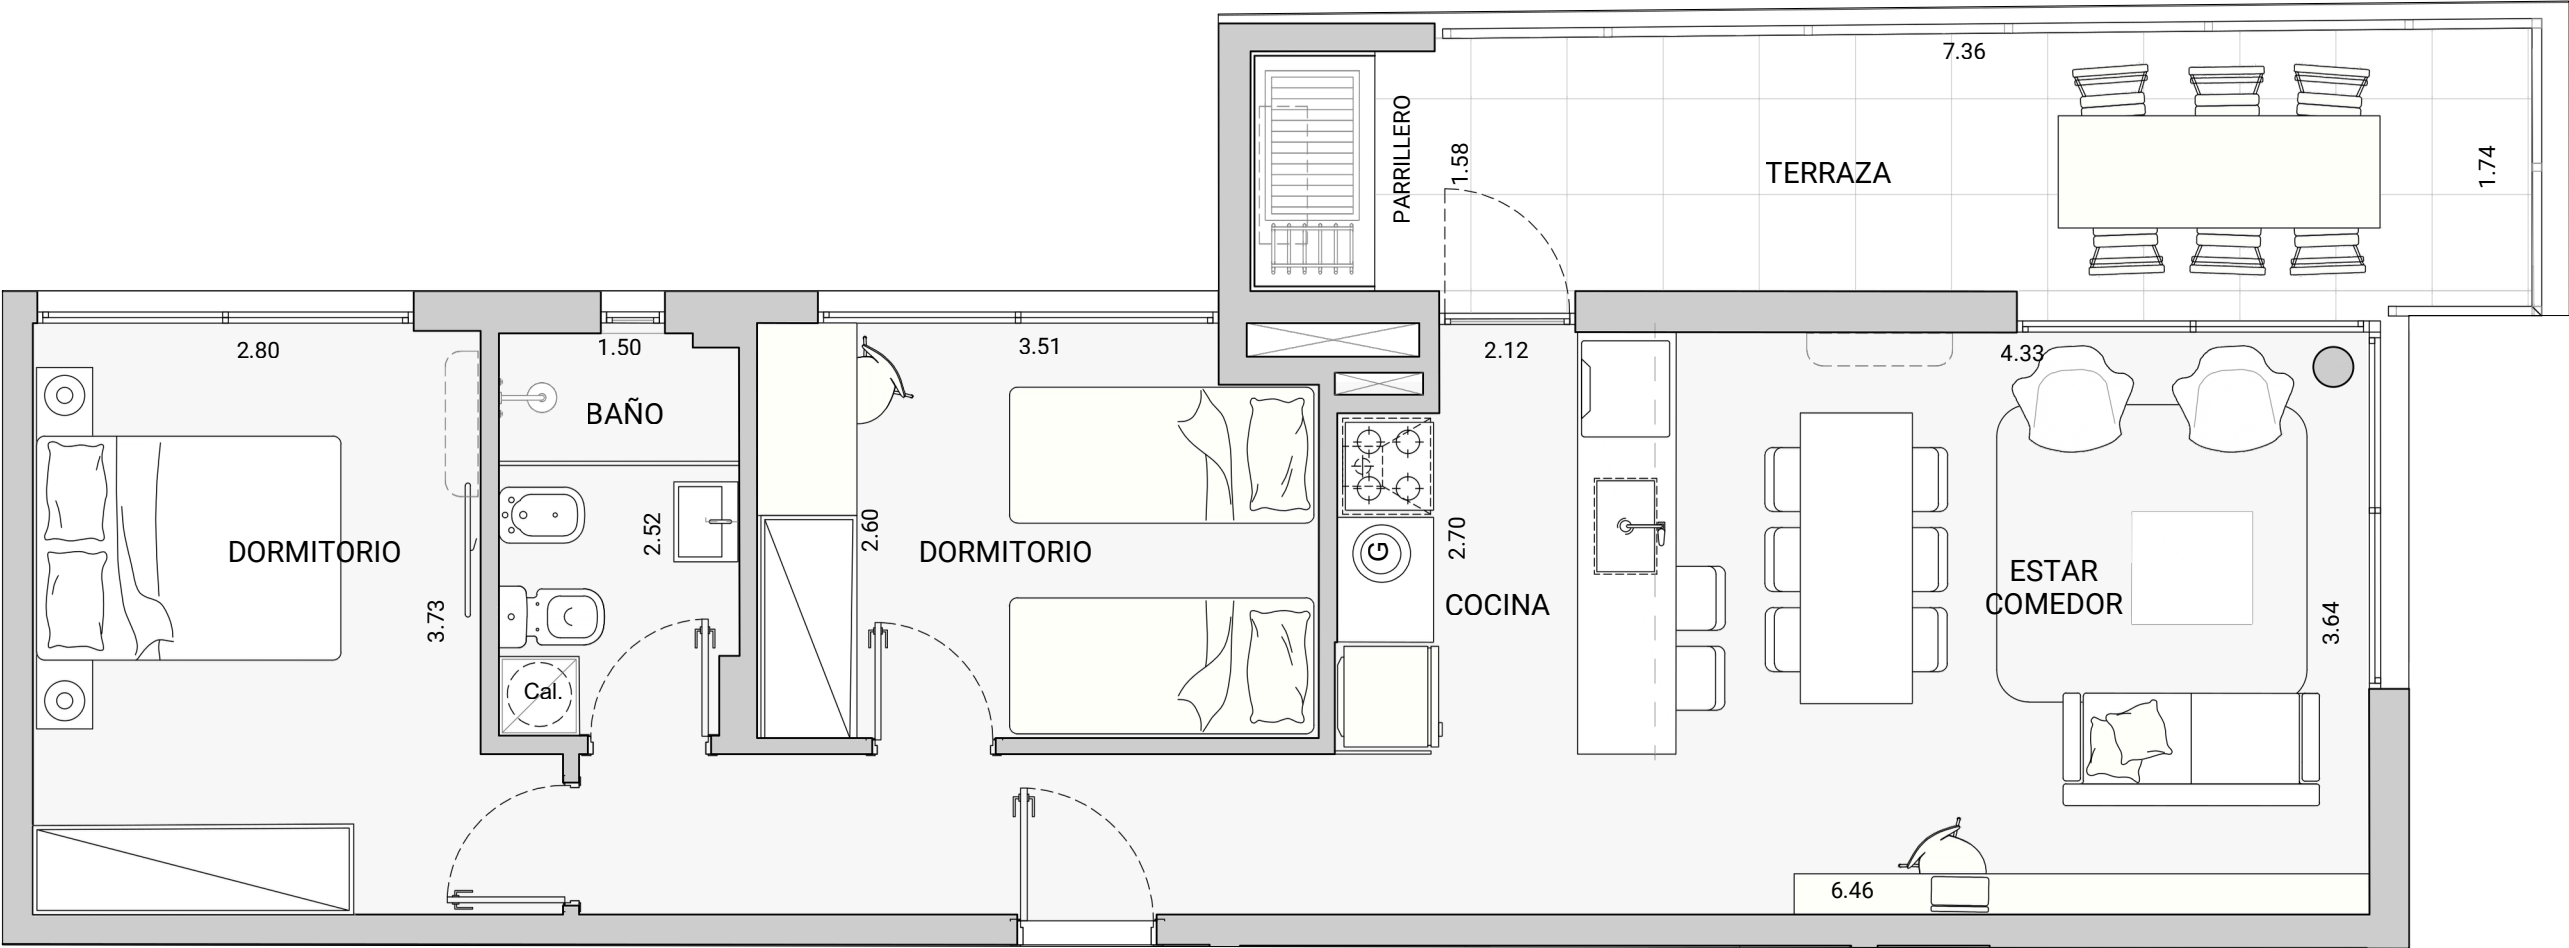 7.36
PARRILLERO
1.58
TERRAZA
1.74
2.80
1.50
3.51
2.12
4.33
BAÑO
2.52
2.60
2.70
G
DORMITORIO
DORMITORIO
COCINA
ESTAR
COMEDOR
3.73
3.64
Cal.
6.46